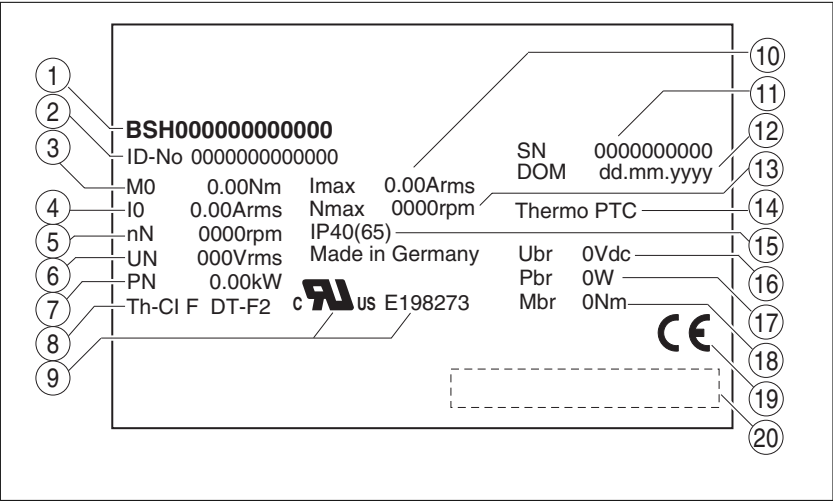 1
2
3
4
5
6
7
8
9
BSH000000000000
ID-No 0000000000000
M0 0.00Nm
I0 0.00Arms
nN 0000rpm
UN 000Vrms
PN 0.00kW
Th-CI F DT-F2
Imax 0.00Arms
Nmax 0000rpm
IP40(65)
Made in Germany
C RU US E198273
SN 0000000000
DOM dd.mm.yyyy
Thermo PTC
Ubr 0Vdc
Pbr 0W
Mbr 0Nm
CE
10
11
12
13
14
15
16
17
18
19
20